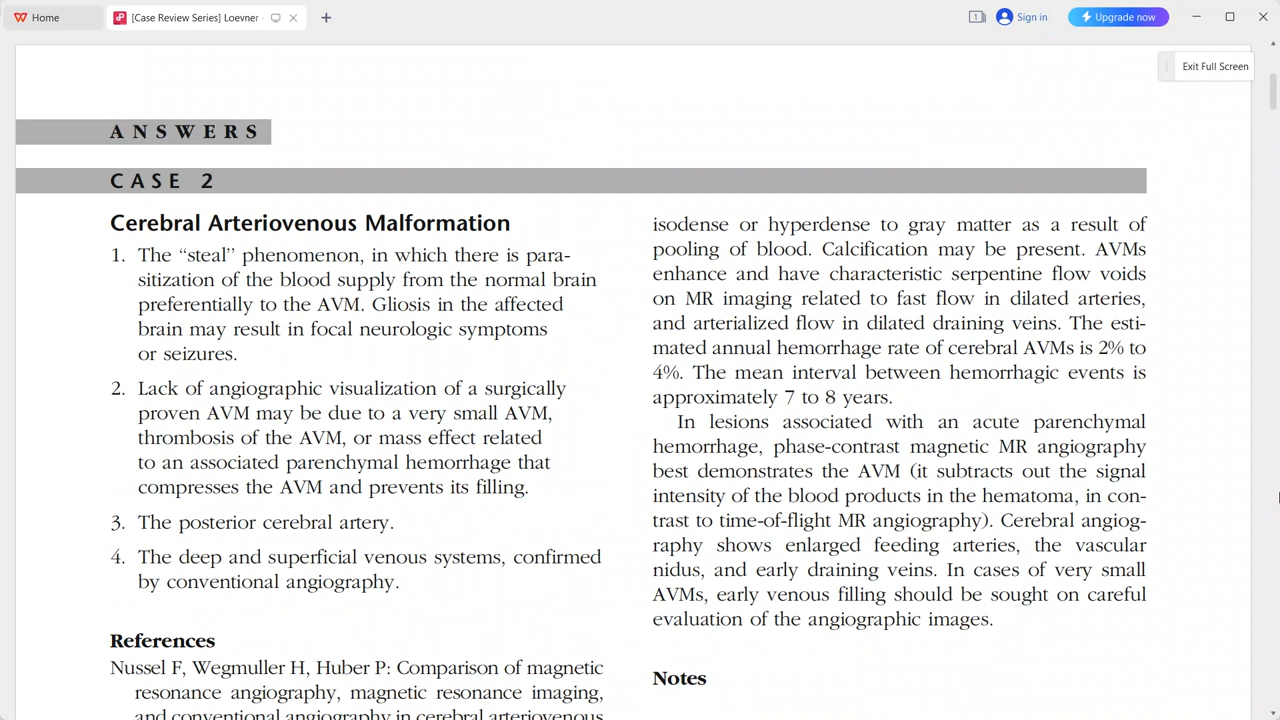 Home
[Case Review Series] Loevner -
1
Sign in
Upgrade now
Exit Full Screen
ANSWERS
CASE 2
Cerebral Arteriovenous Malformation
1. The “steal” phenomenon, in which there is para-
sitization of the blood supply from the normal brain
preferentially to the AVM. Gliosis in the affected
brain may result in focal neurologic symptoms
or seizures.
2. Lack of angiographic visualization of a surgically
proven AVM may be due to a very small AVM,
thrombosis of the AVM, or mass effect related
to an associated parenchymal hemorrhage that
compresses the AVM and prevents its filling.
3. The posterior cerebral artery.
4. The deep and superficial venous systems, confirmed
by conventional angiography.
References
Nussel F, Wegmuller H, Huber P: Comparison of magnetic
resonance angiography, magnetic resonance imaging,
and conventional angiography in cerebral arteriovenous
isodense or hyperdense to gray matter as a result of
pooling of blood. Calcification may be present. AVMs
enhance and have characteristic serpentine flow voids
on MR imaging related to fast flow in dilated arteries,
and arterialized flow in dilated draining veins. The esti-
mated annual hemorrhage rate of cerebral AVMs is 2% to
4%. The mean interval between hemorrhagic events is
approximately 7 to 8 years.
In lesions associated with an acute parenchymal
hemorrhage, phase-contrast magnetic MR angiography
best demonstrates the AVM (it subtracts out the signal
intensity of the blood products in the hematoma, in con-
trast to time-of-flight MR angiography). Cerebral angiog-
raphy shows enlarged feeding arteries, the vascular
nidus, and early draining veins. In cases of very small
AVMs, early venous filling should be sought on careful
evaluation of the angiographic images.
Notes